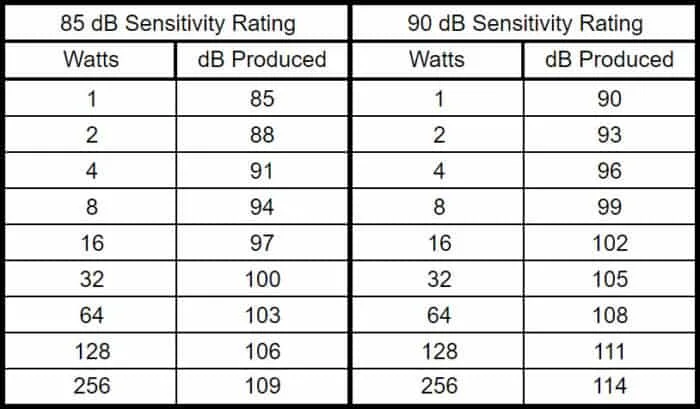 85 dB Sensitivity Rating 90 dB Sensitivity Rating
Watts dB Produced Watts dB Produced
1 85 1 90
2 88 2 93
4 91 4 96
8 94 8 99
16 97 16 102
32 100 32 105
64 103 64 108
128 106 128 111
256 109 256 114